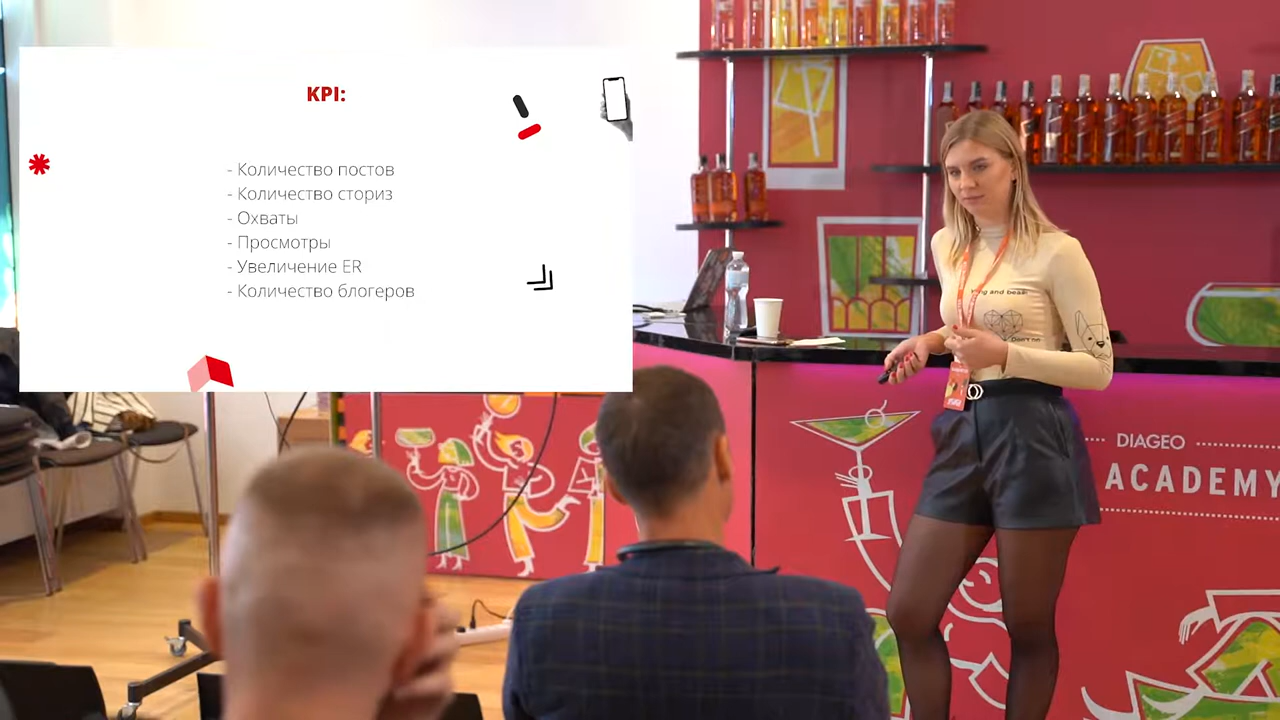 KPI:
- Количество постов
- Количество сториз
- Охваты
- Просмотры
- Увеличение ER
- Количество блогеров
DIAGEO
ACADEMY